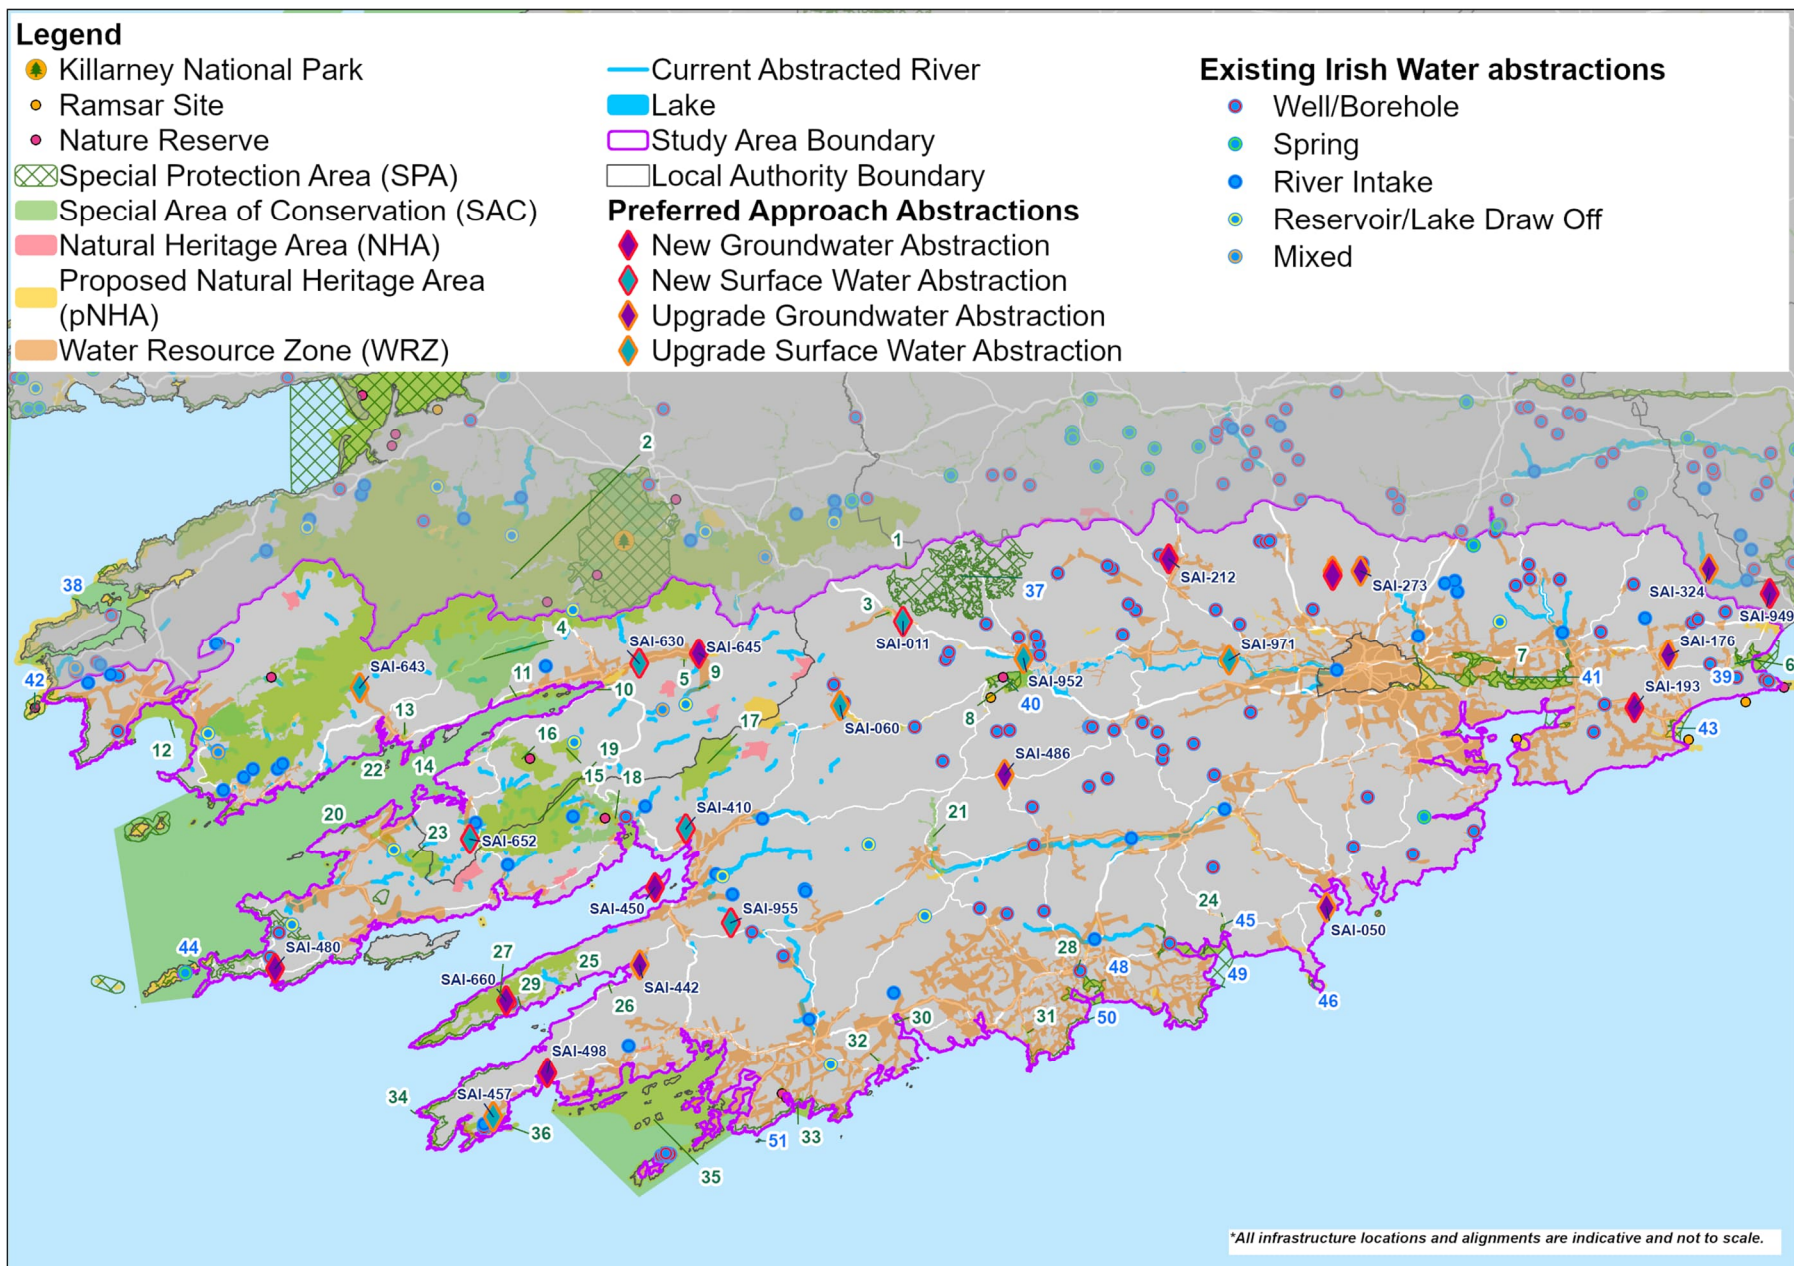 Legend
Killarney National Park
Ramsar Site
Nature Reserve
Special Protection Area (SPA)
Special Area of Conservation (SAC)
Natural Heritage Area (NHA)
Proposed Natural Heritage Area
(pNHA)
Water Resource Zone (WRZ)
Current Abstracted River
Lake
Study Area Boundary
Local Authority Boundary
Preferred Approach Abstractions
New Groundwater Abstraction
New Surface Water Abstraction
Upgrade Groundwater Abstraction
Upgrade Surface Water Abstraction
Existing Irish Water abstractions
Well/Borehole
Spring
River Intake
Reservoir/Lake Draw Off
Mixed
2
1
38
37
SAI-212
SAI-273
SAI-324
SAI-949
3
SAI-011
4
SAI-630
SAI-645
SAI-971
SAI-176
SAI-643
11
5
9
10
SAI-952
7
6
41
39
42
40
SAI-193
8
13
12
16
17
SAI-060
43
22
14
19
15
18
SAI-486
20
23
SAI-652
SAI-410
21
SAI-450
SAI-955
24
45
SAI-050
44
SAI-480
27
25
28
48
49
SAI-660
29
SAI-442
26
46
30
31
50
32
SAI-498
34
SAI-457
36
51
33
35
*All infrastructure locations and alignments are indicative and not to scale.